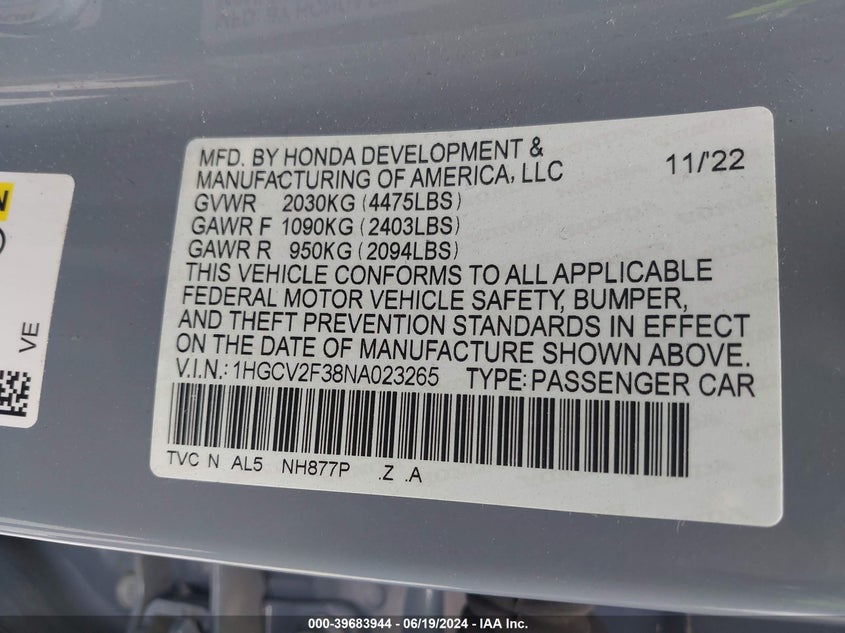 MFD. BY HONDA DEVELOPMENT &
MANUFACTURING OF AMERICA, LLC 11/'22
GVWR 2030KG (4475LBS)
GAWR F 1090KG (2403LBS)
GAWR R 950KG (2094LBS)
THIS VEHICLE CONFORMS TO ALL APPLICABLE
FEDERAL MOTOR VEHICLE SAFETY, BUMPER,
AND THEFT PREVENTION STANDARDS IN EFFECT
ON THE DATE OF MANUFACTURE SHOWN ABOVE.
V.I.N.: 1HGCV2F38NA023265 TYPE: PASSENGER CAR
TVC N AL5 NH877P .Z .A
N
VE
000-39683944 / 06/19/2024 - IAA Inc.